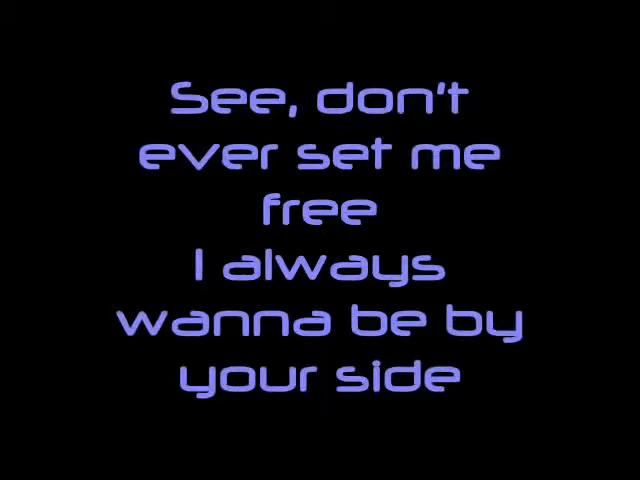 See, don't
ever set me
free
I always
wanna be by
your side